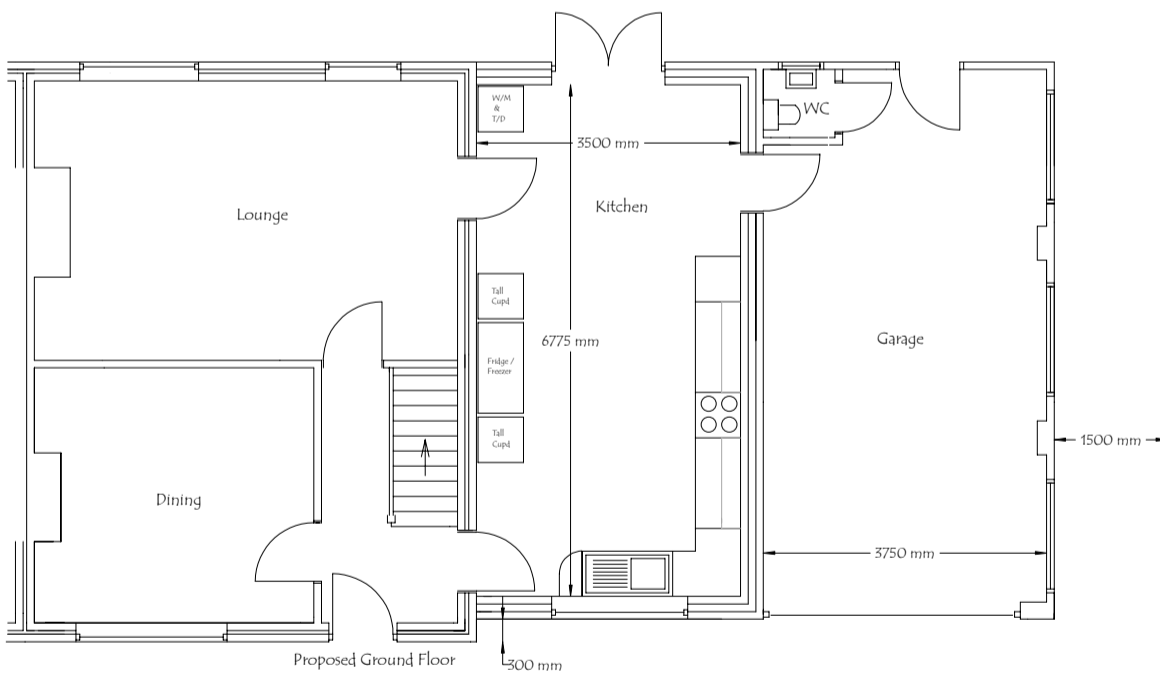 W/M
&
T/D
WC
3500 mm
Lounge
Kitchen
Tall
Cupd
6775 mm
Garage
Fridge /
Freezer
Tall
Cupd
1500 mm
Dining
3750 mm
Proposed Ground Floor
300 mm